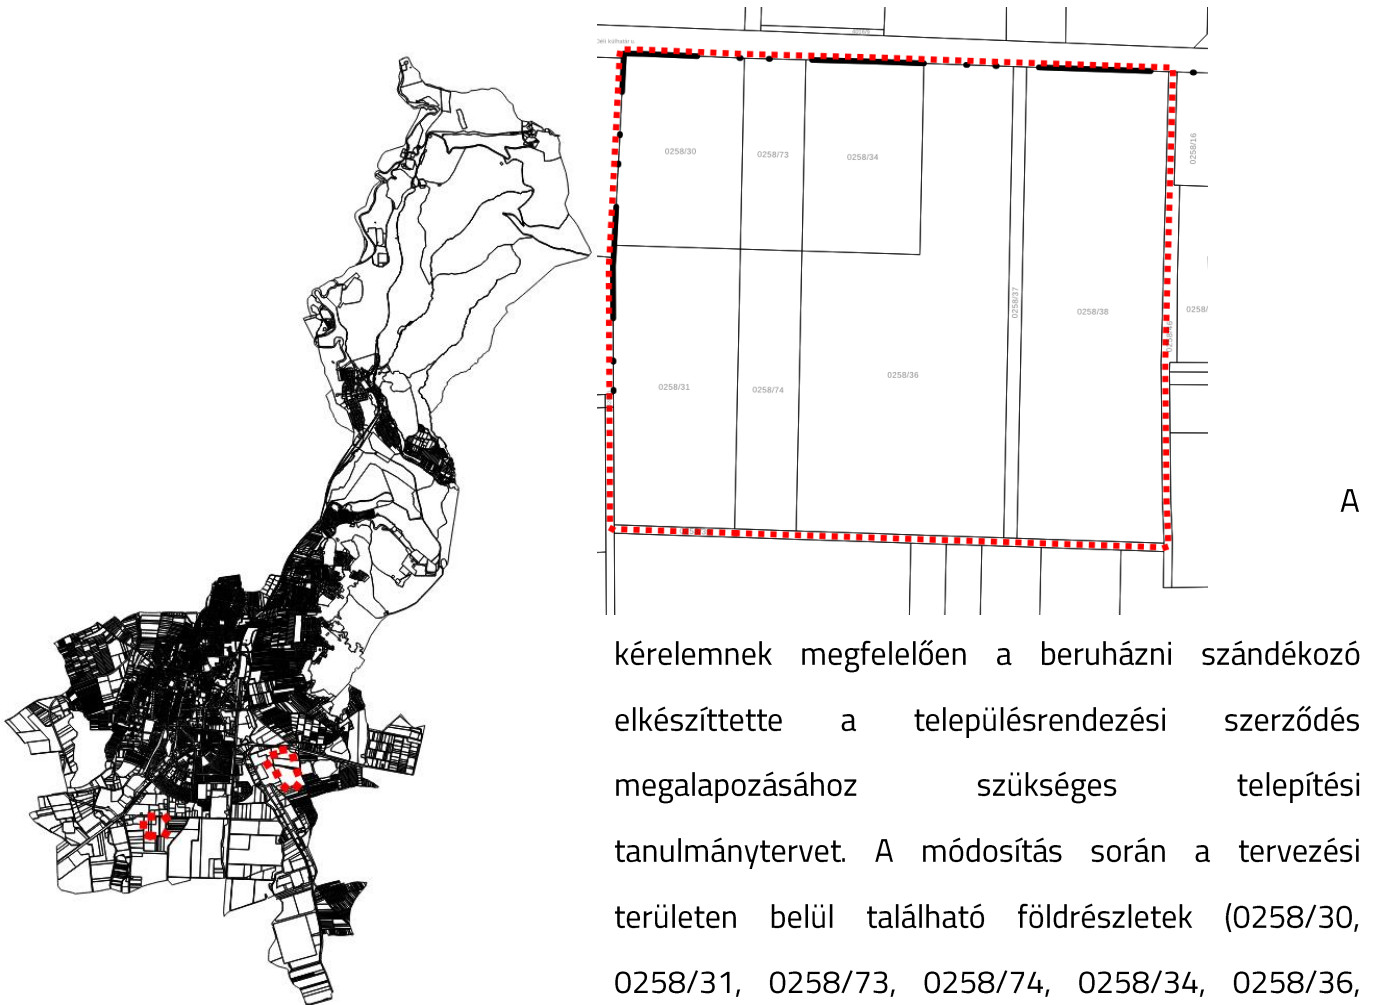 0258/30
0258/73
0258/34
0258/16
0258/37
0258/38
0258/
0258/31
0258/74
0258/36
A
kérelemnek megfelelően a beruházni szándékozó
elkészíttette a településrendezési szerződés
megalapozásához szükséges telepítési
tanulmánytervet. A módosítás során a tervezési
területen belül található földrészletek (0258/30,
0258/31, 0258/73, 0258/74, 0258/34, 0258/36,